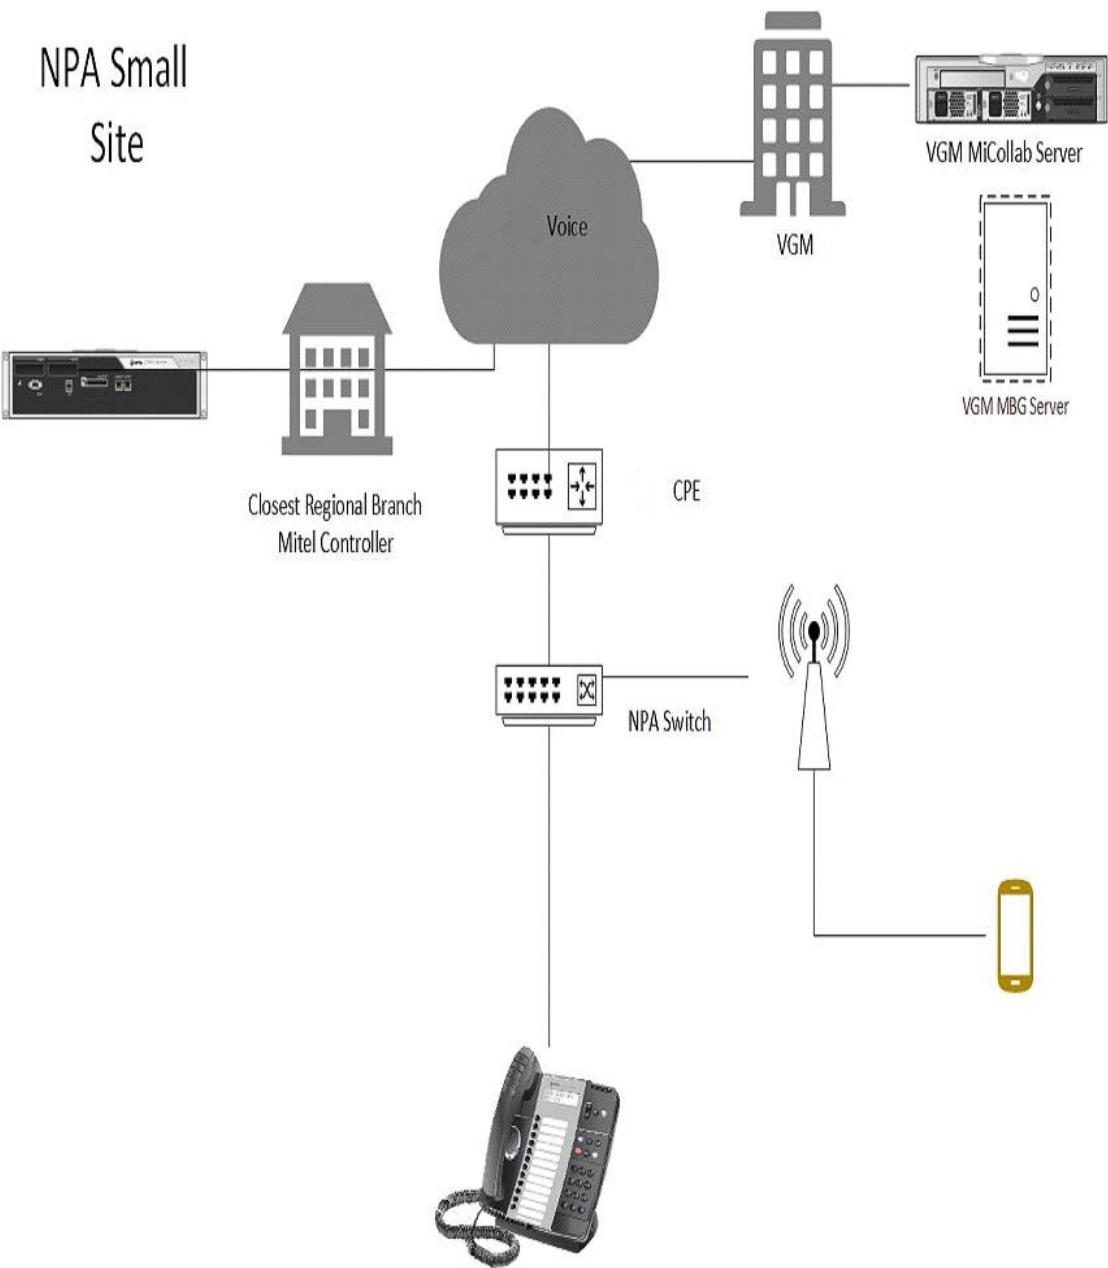 NPA Small
Site
VGM MiCollab Server
Voice
VGM
VGM MBG Server
Closest Regional Branch
Mitel Controller
CPE
NPA Switch